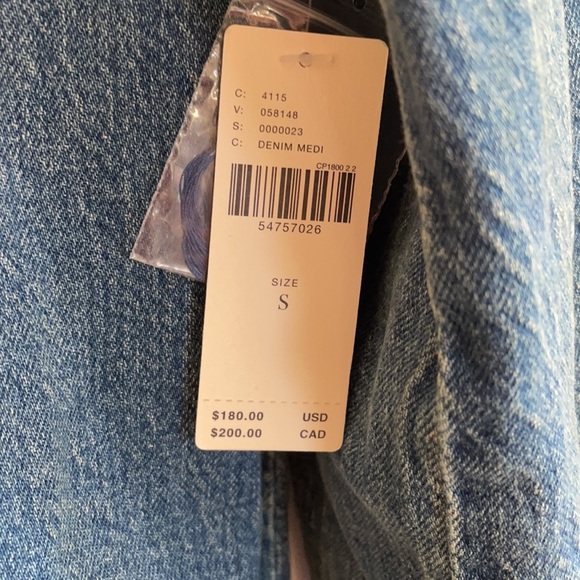 C: 4115
V: 058148
S: 0000023
C: DENIM MEDI
CP1800 2 2
54757026
SIZE
S
$180.00 USD
$200.00 CAD